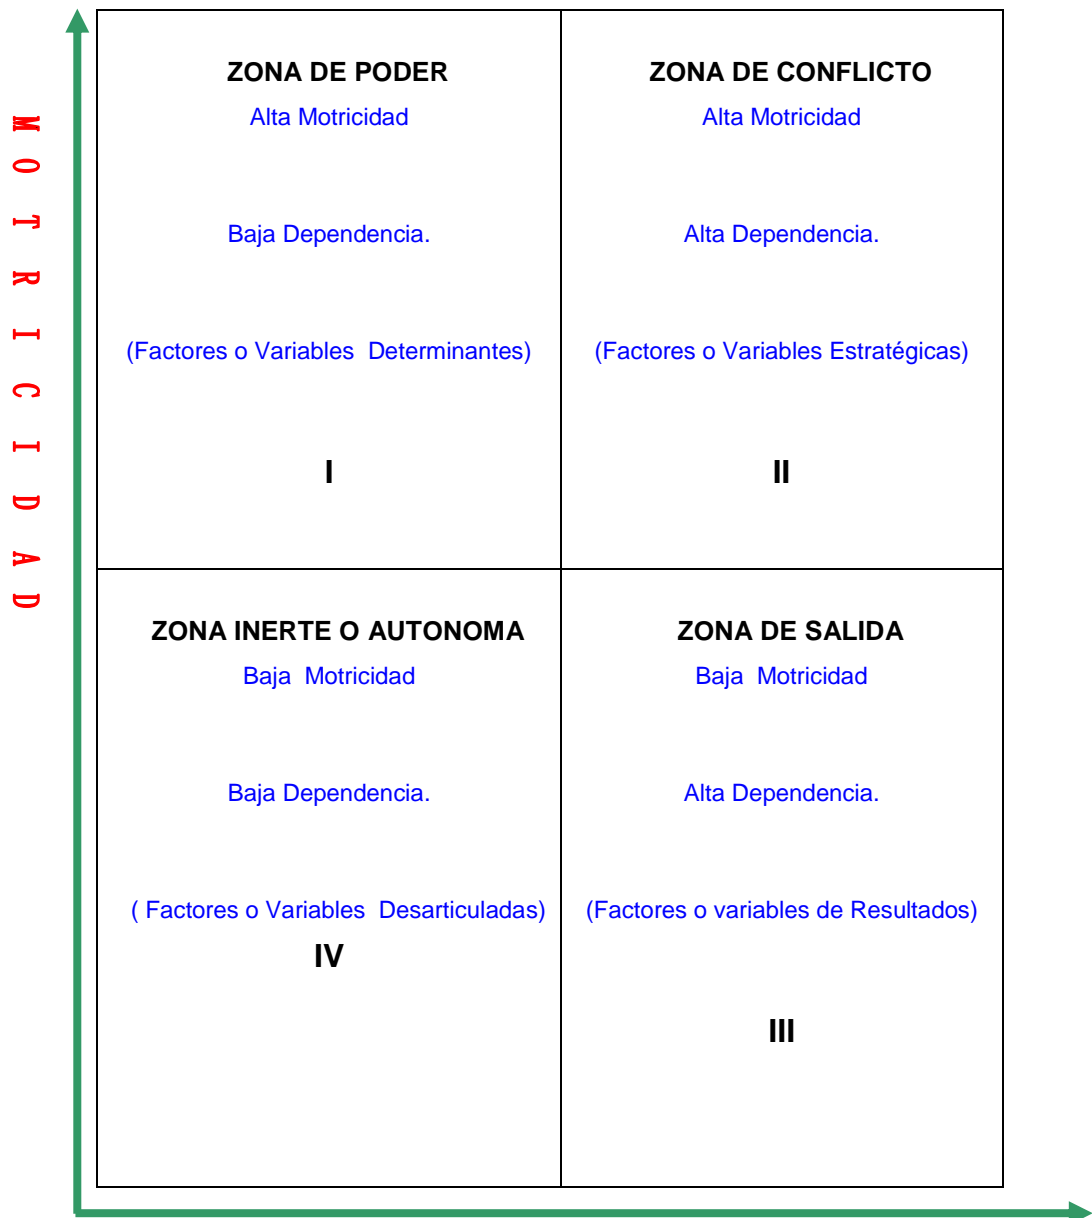 MOTRICIDAD
ZONA DE PODER
Alta Motricidad
Baja Dependencia.
(Factores o Variables  Determinantes)
I
ZONA DE CONFLICTO
Alta Motricidad
Alta Dependencia.
(Factores o Variables Estratégicas)
II
ZONA INERTE O AUTONOMA
Baja  Motricidad
Baja Dependencia.
( Factores o Variables  Desarticuladas)
IV
ZONA DE SALIDA
Baja  Motricidad
Alta Dependencia.
(Factores o variables de Resultados)
III